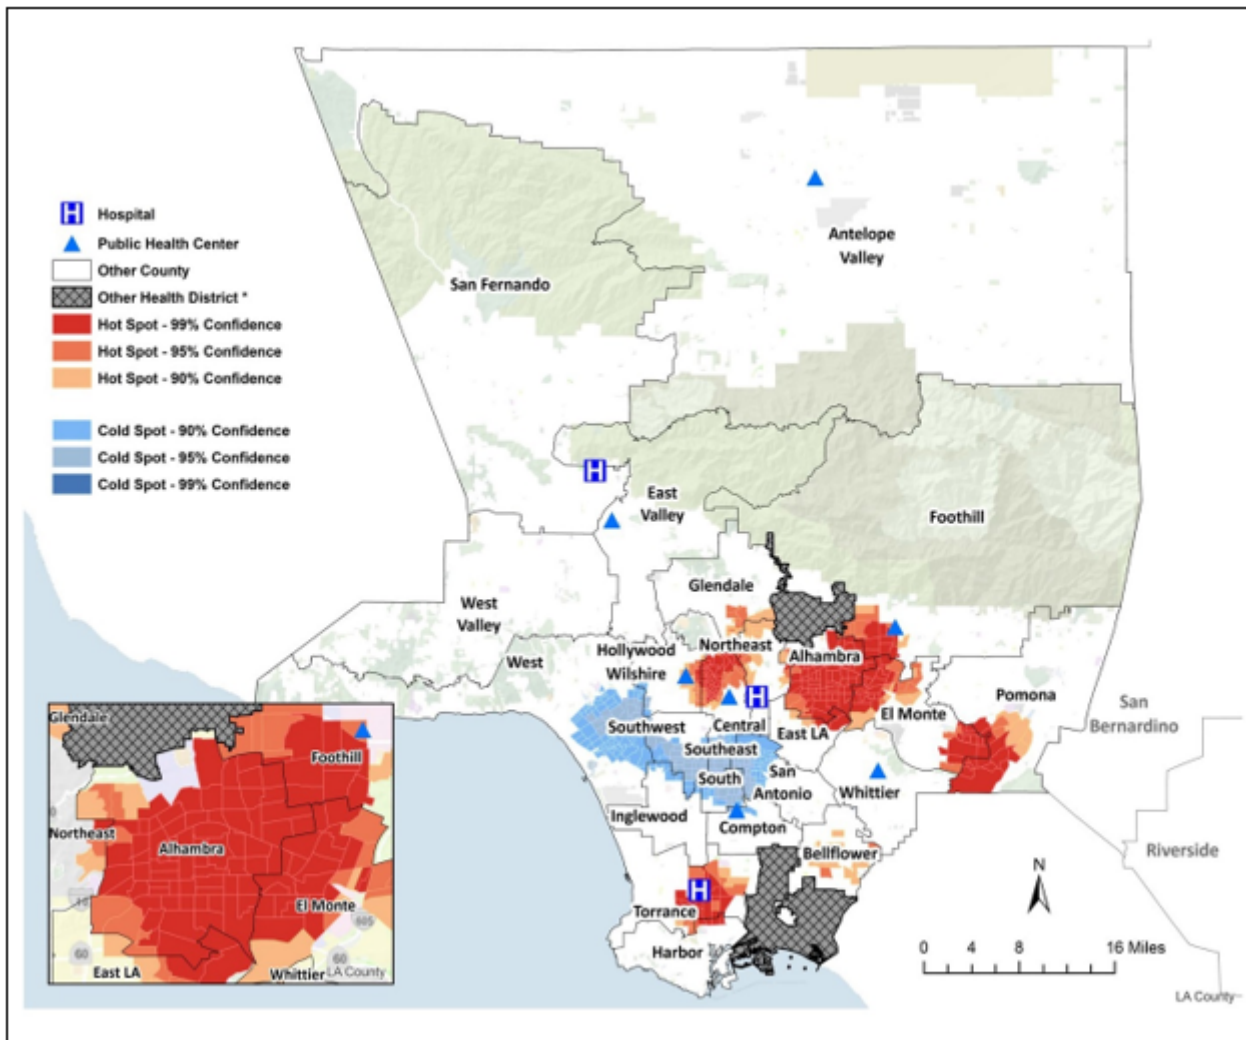 Hospital
Public Health Center
Other County
Other Health District *
Hot Spot - 99% Confidence
Hot Spot - 95% Confidence
Hot Spot - 90% Confidence
Cold Spot - 90% Confidence
Cold Spot - 95% Confidence
Cold Spot - 99% Confidence
Antelope
Valley
San Fernando
H
East
Valley
Foothill
Glendale
West
Valley
West
Hollywood
Wilshire
Northeast
Alhambra
H
Pomona
San
Bernardino
El Monte
Southwest
Central
East LA
Southeast
South
San
Antonio
Whittier
Inglewood
Compton
Bellflower
Riverside
H
Torrance
Harbor
N
0 4 8 16 Miles
LA County
Glendale
Foothill
Northeast
Alhambra
10
El Monte
605
60
60
East LA
Whittier
LA County